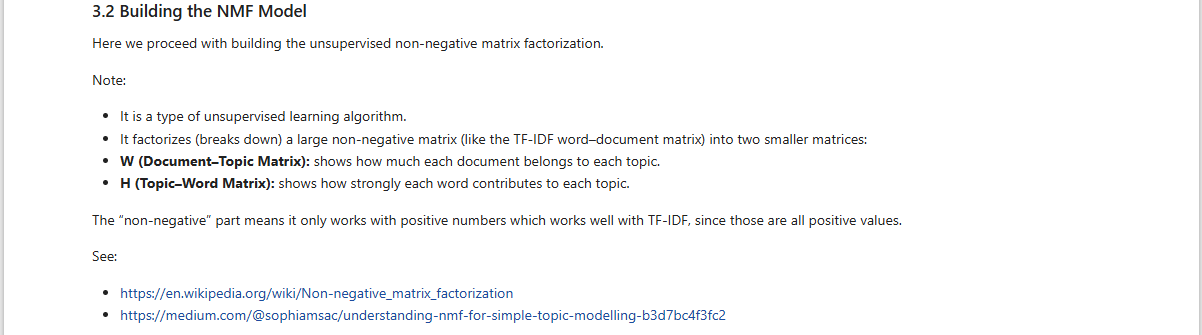 3.2 Building the NMF Model
Here we proceed with building the unsupervised non-negative matrix factorization.
Note:
• It is a type of unsupervised learning algorithm.
• It factorizes (breaks down) a large non-negative matrix (like the TF-IDF word–document matrix) into two smaller matrices:
• W (Document–Topic Matrix): shows how much each document belongs to each topic.
• H (Topic–Word Matrix): shows how strongly each word contributes to each topic.
The “non-negative” part means it only works with positive numbers which works well with TF-IDF, since those are all positive values.
See:
• https://en.wikipedia.org/wiki/Non-negative_matrix_factorization
• https://medium.com/@sophiamsac/understanding-nmf-for-simple-topic-modelling-b3d7bc4f3fc2